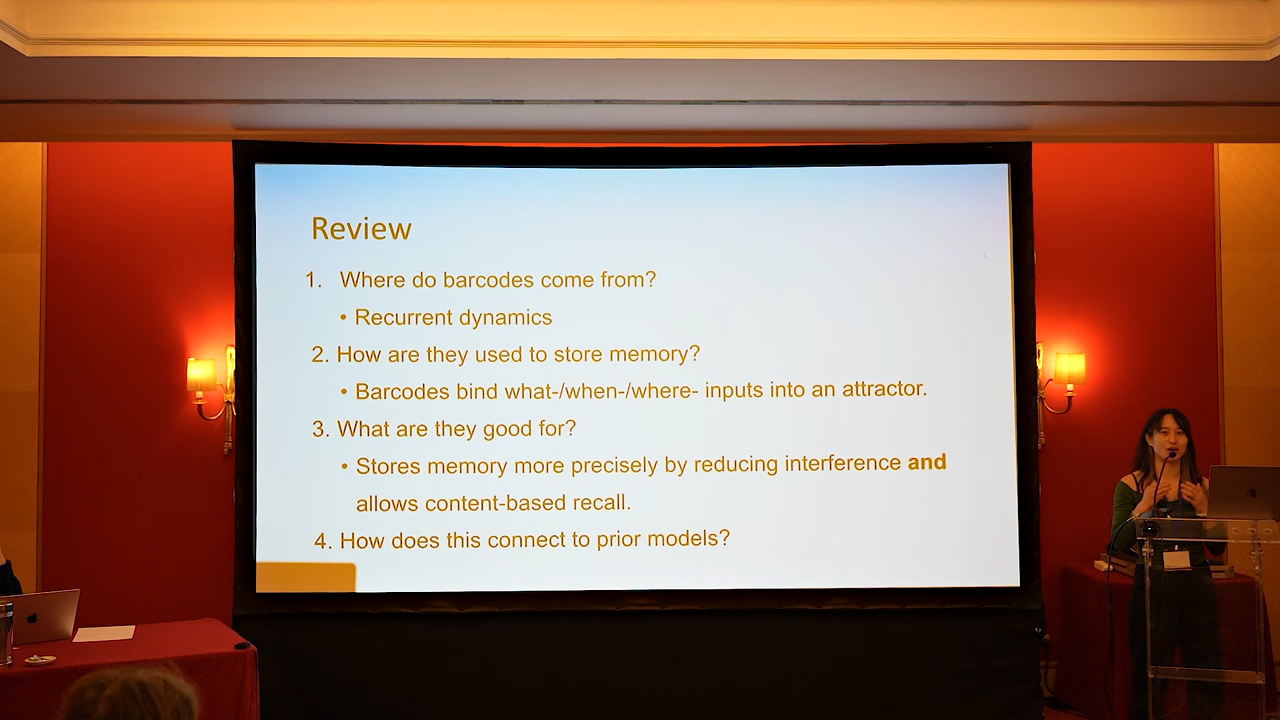 Review
1. Where do barcodes come from?
• Recurrent dynamics
2. How are they used to store memory?
• Barcodes bind what-/when-/where- inputs into an attractor.
3. What are they good for?
• Stores memory more precisely by reducing interference and
allows content-based recall.
4. How does this connect to prior models?